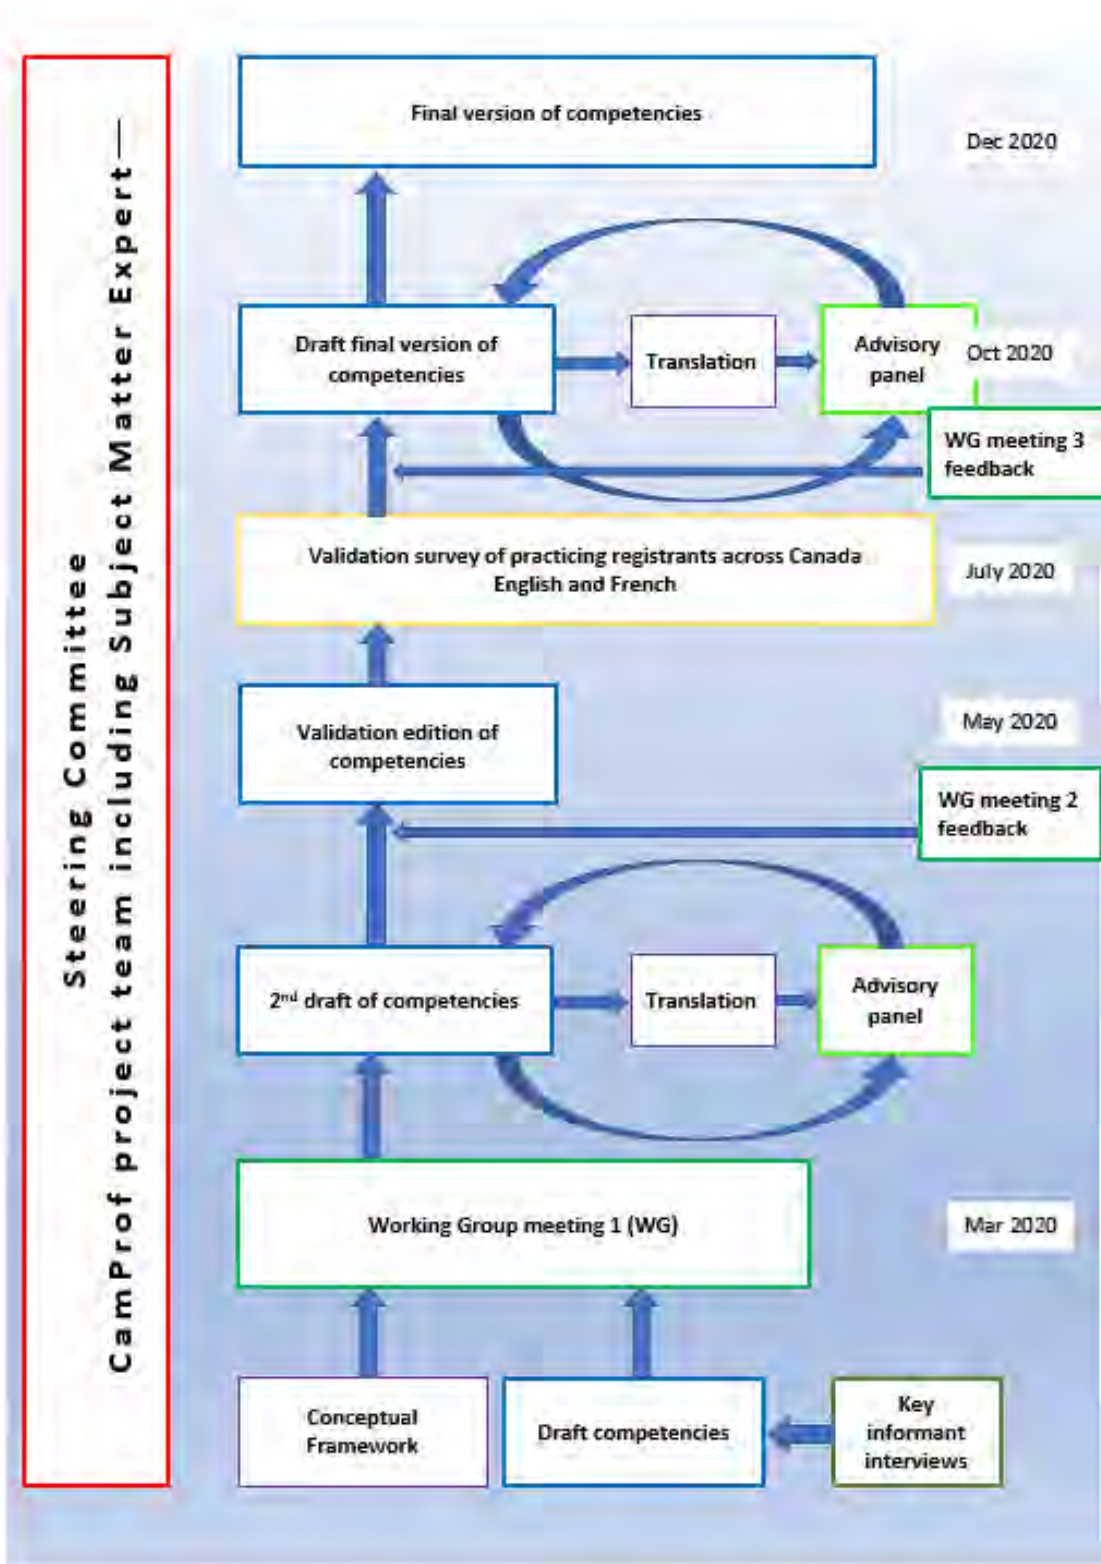 Steering Committee
CamProf project team including Subject Matter Expert—
Final version of competencies
Dec 2020
Draft final version of
competencies
Translation
Advisory
panel
Oct 2020
WG meeting 3
feedback
Validation survey of practicing registrants across Canada
English and French
July 2020
Validation edition of
competencies
May 2020
WG meeting 2
feedback
2nd draft of competencies
Translation
Advisory
panel
Working Group meeting 1 (WG)
Mar 2020
Conceptual
Framework
Draft competencies
Key
informant
interviews